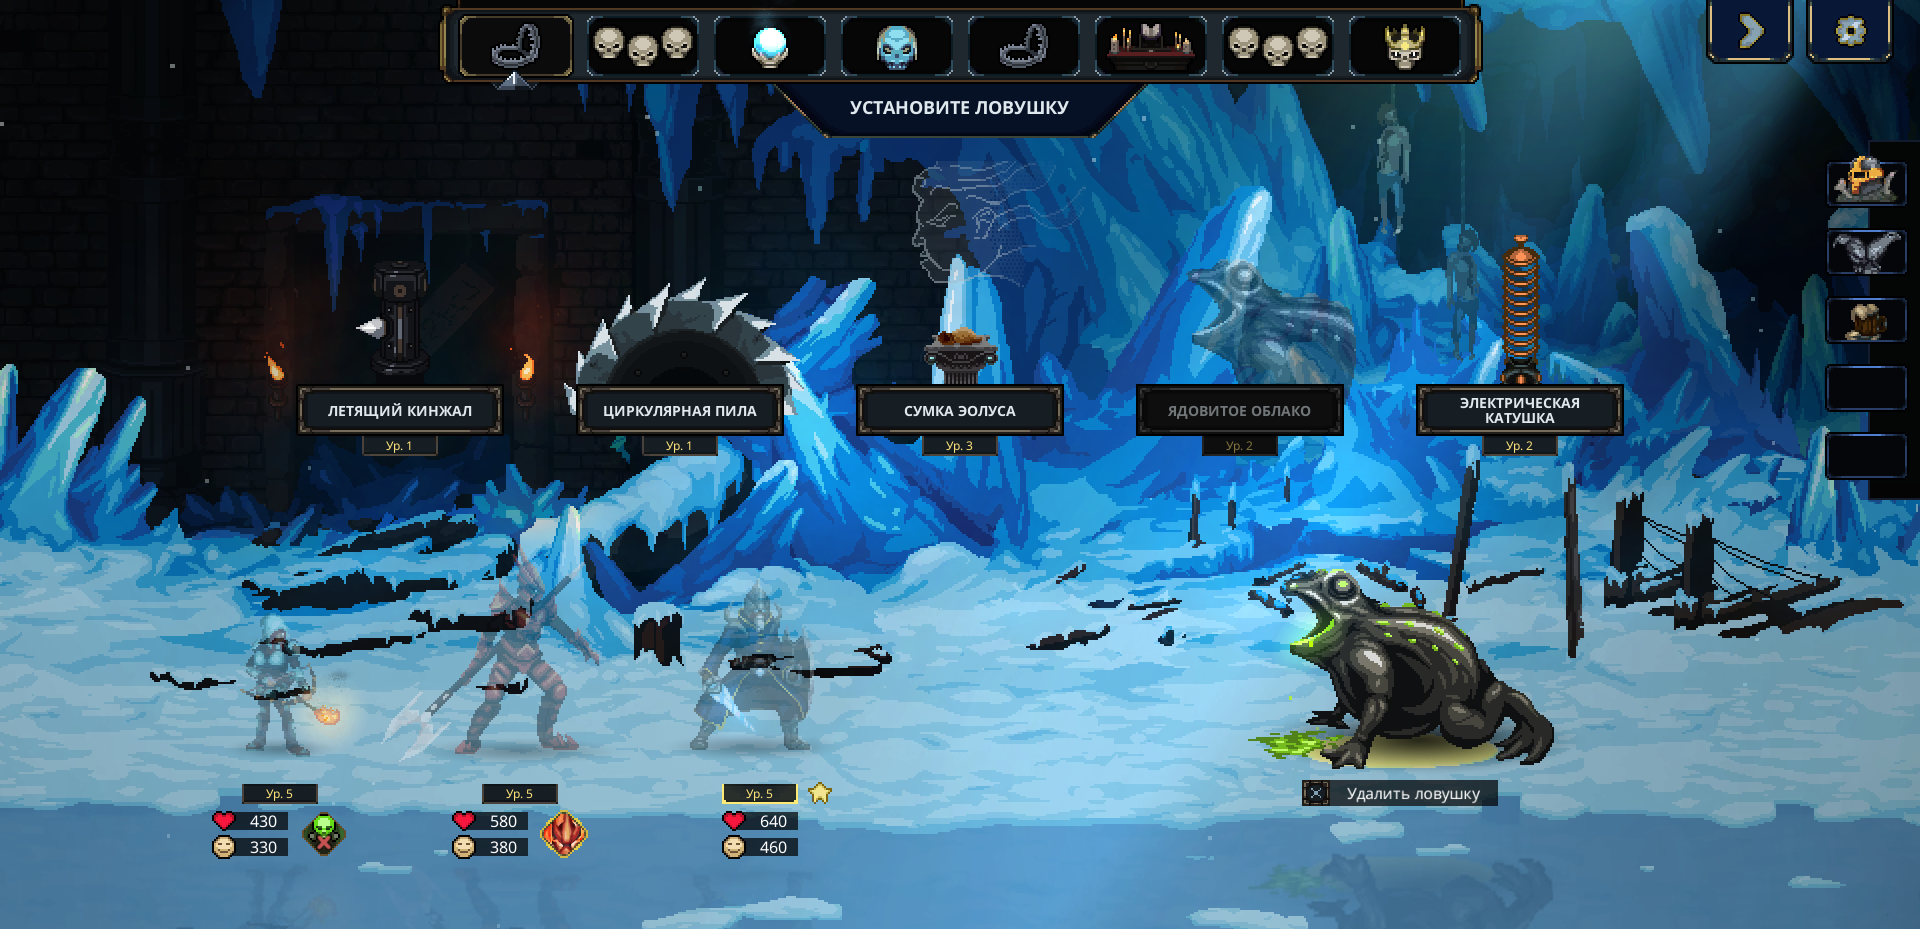 УСТАНОВИТЕ ЛОВУШКУ
ЛЕТЯЩИЙ КИНЖАЛ
Ур. 1
ЦИРКУЛЯРНАЯ ПИЛА
Ур. 1
СУМКА ЭОЛУСА
Ур. 3
ЯДОВИТОЕ ОБЛАКО
Ур. 2
ЭЛЕКТРИЧЕСКАЯ
КАТУШКА
Ур. 2
Ур. 5
430
330
Ур. 5
580
380
Ур. 5
640
460
Удалить ловушку